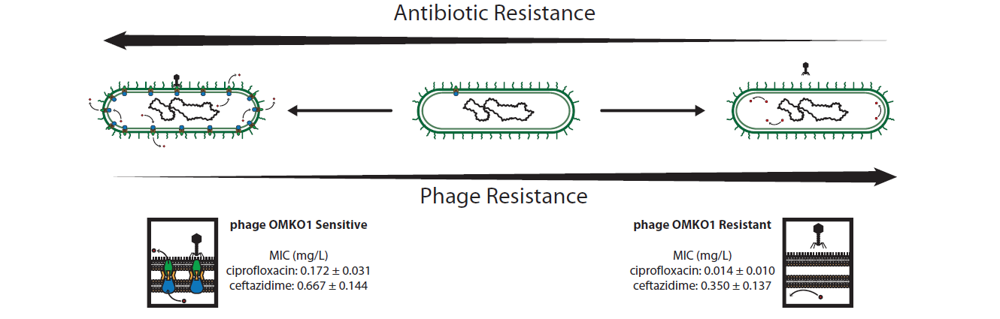 Antibiotic Resistance
Phage Resistance
phage OMKO1 Sensitive
MIC (mg/L)
ciprofloxacin: 0.172 ± 0.031
ceftazidime: 0.667 ± 0.144
phage OMKO1 Resistant
MIC (mg/L)
ciprofloxacin: 0.014 ± 0.010
ceftazidime: 0.350 ± 0.137